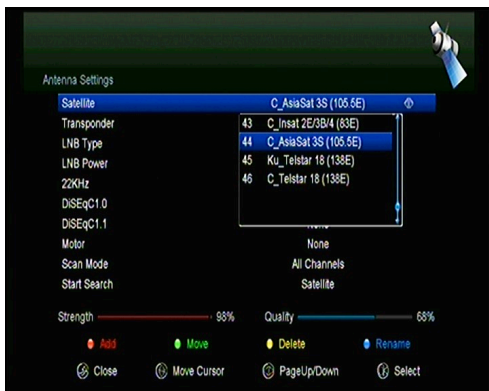 Antenna Settings
Satellite C_AsiaSat 3S (105.5E)
Transponder 43 C_Insat 2E/3B/4 (83E)
LNB Type 44 C_AsiaSat 3S (105.5E)
LNB Power 45 Ku_Telstar 18 (138E)
22KHz 46 C_Telstar 18 (138E)
DiSEqC1.0
DiSEqC1.1
Motor None
Scan Mode All Channels
Start Search Satellite
Strength 98% Quality 68%
Add Move Delete Rename
Close Move Cursor PageUp/Down Select